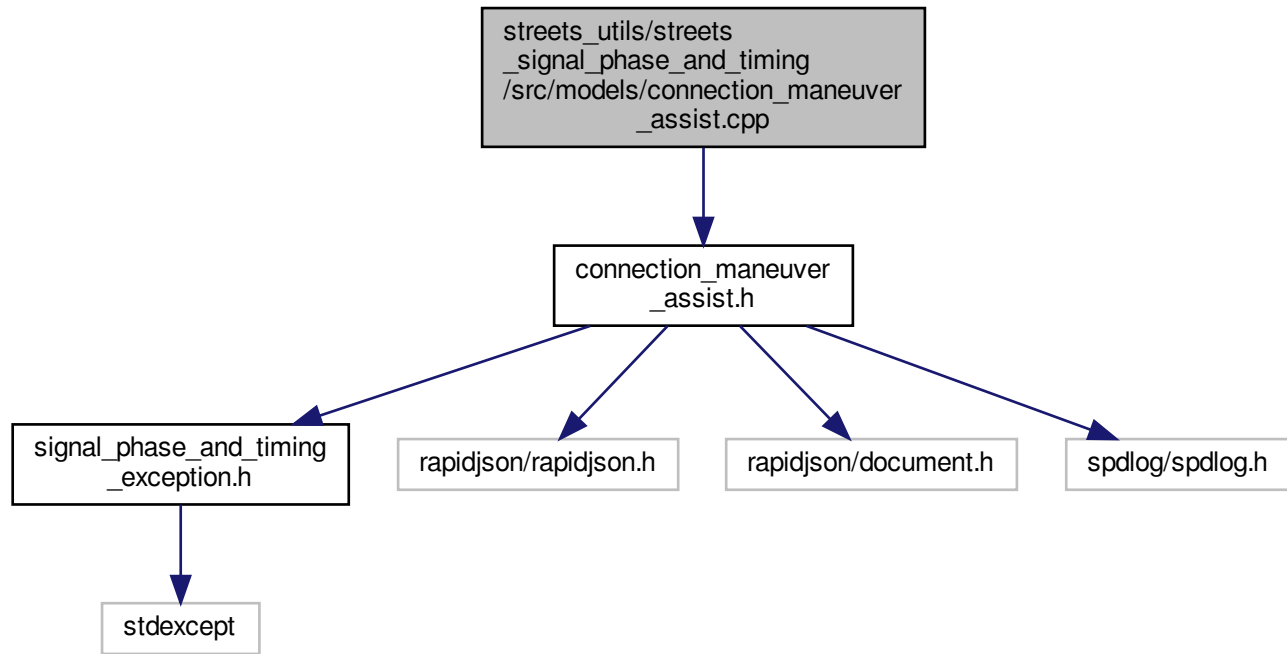 streets_utils/streets
_signal_phase_and_timing
/src/models/connection_maneuver
_assist.cpp
connection_maneuver
_assist.h
signal_phase_and_timing
_exception.h
rapidjson/rapidjson.h
rapidjson/document.h
spdlog/spdlog.h
stdexcept